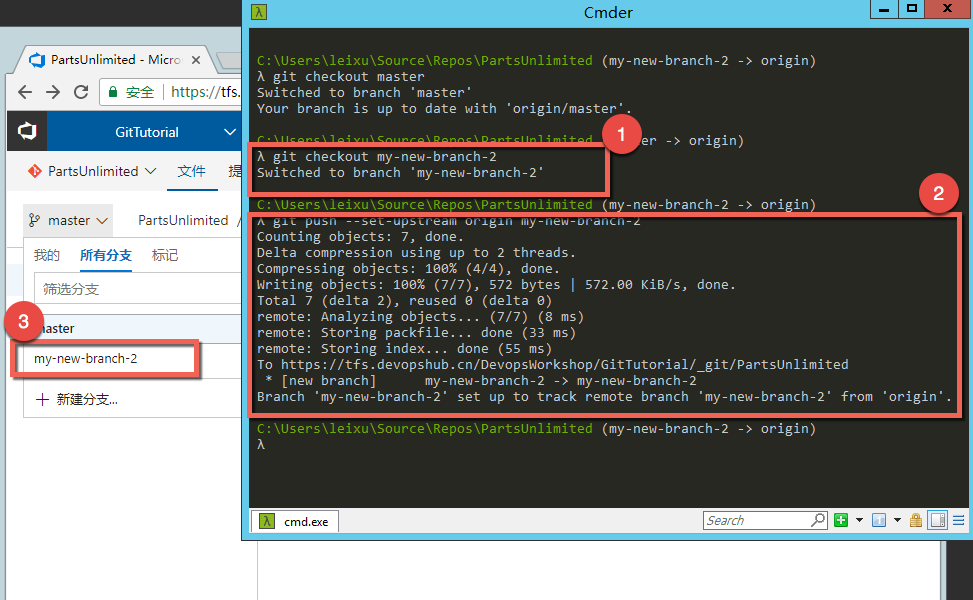 Cmder
PartsUnlimited - Micro
安全
https://tfs.
GitTutorial
PartsUnlimited
文件
master
PartsUnlimited /
我的
所有分支
标记
筛选分支
3
master
my-new-branch-2
新建分支...
C:\Users\leixu\Source\Repos\PartsUnlimited (my-new-branch-2 -> origin)
λ git checkout master
Switched to branch 'master'
Your branch is up to date with 'origin/master'.
1
C:\Users\leixu\Source\Repos\PartsUnlimited er -> origin)
λ git checkout my-new-branch-2
Switched to branch 'my-new-branch-2'
2
C:\Users\leixu\Source\Repos\PartsUnlimited (my-new-branch-2 -> origin)
λ git push --set-upstream origin my-new-branch-2
Counting objects: 7, done.
Delta compression using up to 2 threads.
Compressing objects: 100% (4/4), done.
Writing objects: 100% (7/7), 572 bytes | 572.00 KiB/s, done.
Total 7 (delta 2), reused 0 (delta 0)
remote: Analyzing objects... (7/7) (8 ms)
remote: Storing packfile... done (33 ms)
remote: Storing index... done (55 ms)
To https://tfs.devopshub.cn/DevopsWorkshop/GitTutorial/_git/PartsUnlimited
* [new branch] my-new-branch-2 -> my-new-branch-2
Branch 'my-new-branch-2' set up to track remote branch 'my-new-branch-2' from 'origin'.
C:\Users\leixu\Source\Repos\PartsUnlimited (my-new-branch-2 -> origin)
λ
λ cmd.exe
Search